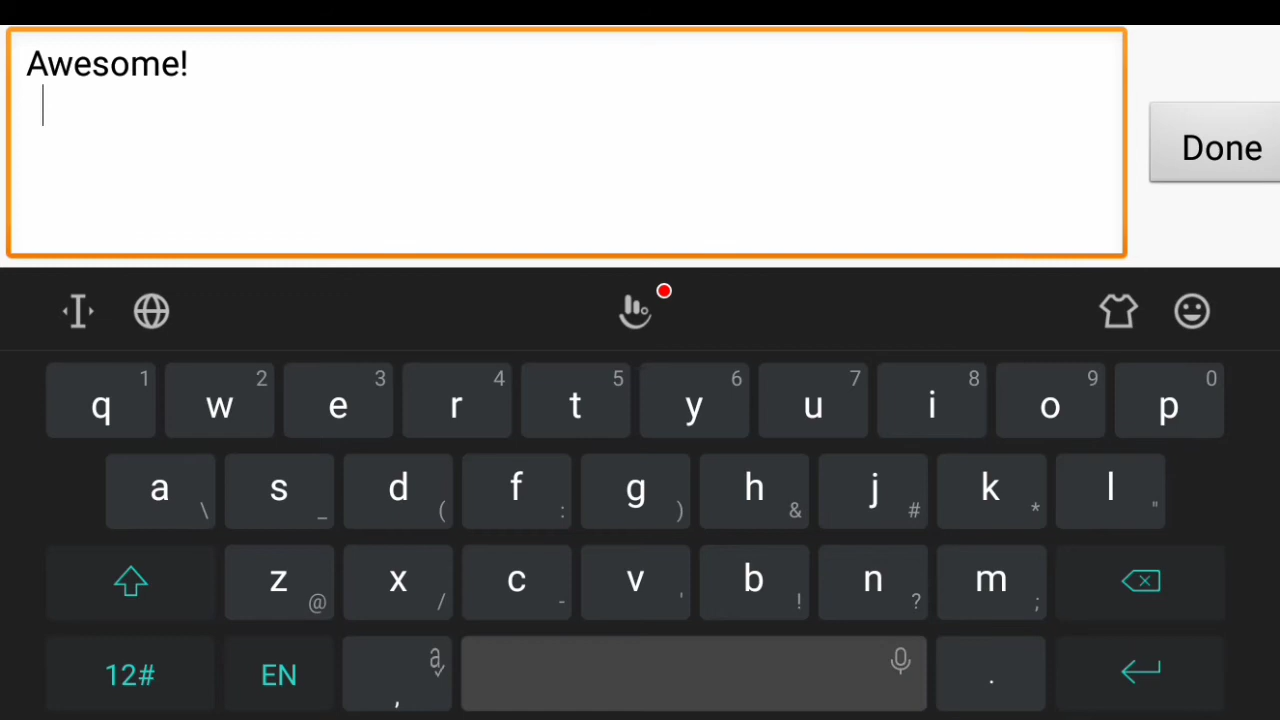 Awesome!
Done
1 2 3 4 5 6 7 8 9 0
q w e r t y u i o p
a s d f g h j k l
\ _ ( : ) & # * "
z x c v b n m
@ / - ' ! ? ;
12# EN , a .